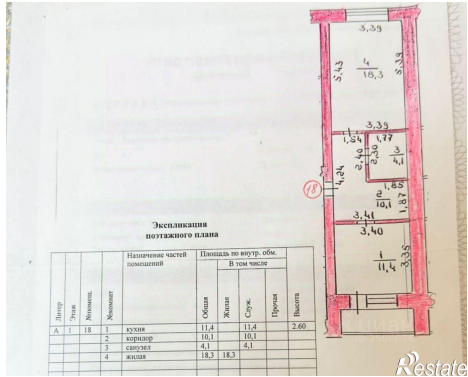 3,39
5,43
4
18,3
5,39
3,39
1,54
1,77
2,40
2,30
3
4,1
4,24
18
1,85
2
10,1
1,87
3,41
3,40
1
11,4
3,35
Экспликация
поэтажного плана
Литер
Этаж
№помещ.
№комнат
Назначение частей
помещений
Площадь по внутр. обм.
В том числе
Общая
Жилая
Служ.
Прочая
Высота
А 1 18 1 кухня 11,4 11,4 2.60
2 коридор 10,1 10,1
3 санузел 4,1 4,1
4 жилая 18,3 18,3
Restate